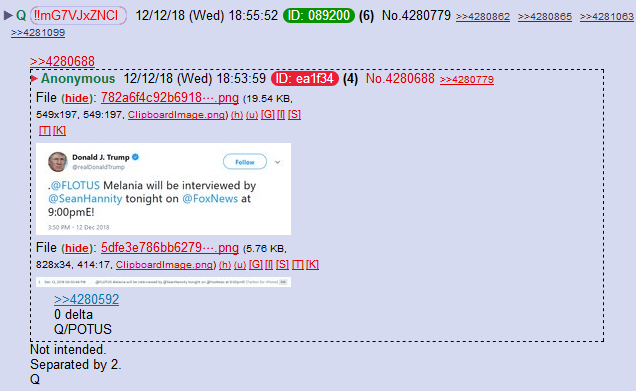 ▶ Q !!mG7VJxZNCI 12/12/18 (Wed) 18:55:52 ID: 089200 (6) No.4280779 >>4280862 >>4280865 >>4281063
>>4281099
>>4280688
▶ Anonymous 12/12/18 (Wed) 18:53:59 ID: ea1f34 (4) No.4280688 >>4280779
File (hide): 782a6f4c92b6918⋯.png (19.54 KB,
549x197, 549:197, ClipboardImage.png) (h) (u) [G] [I] [S]
[T] [K]
Donald J. Trump
@realDonaldTrump
Follow
.@FLOTUS Melania will be interviewed by
@SeanHannity tonight on @FoxNews at
9:00pmE!
3:50 PM - 12 Dec 2018
File (hide): 5dfe3e786bb6279⋯.png (5.76 KB,
828x34, 414:17, ClipboardImage.png) (h) (u) [G] [I] [S] [T] [K]
>>4280592
0 delta
Q/POTUS
Not intended.
Separated by 2.
Q